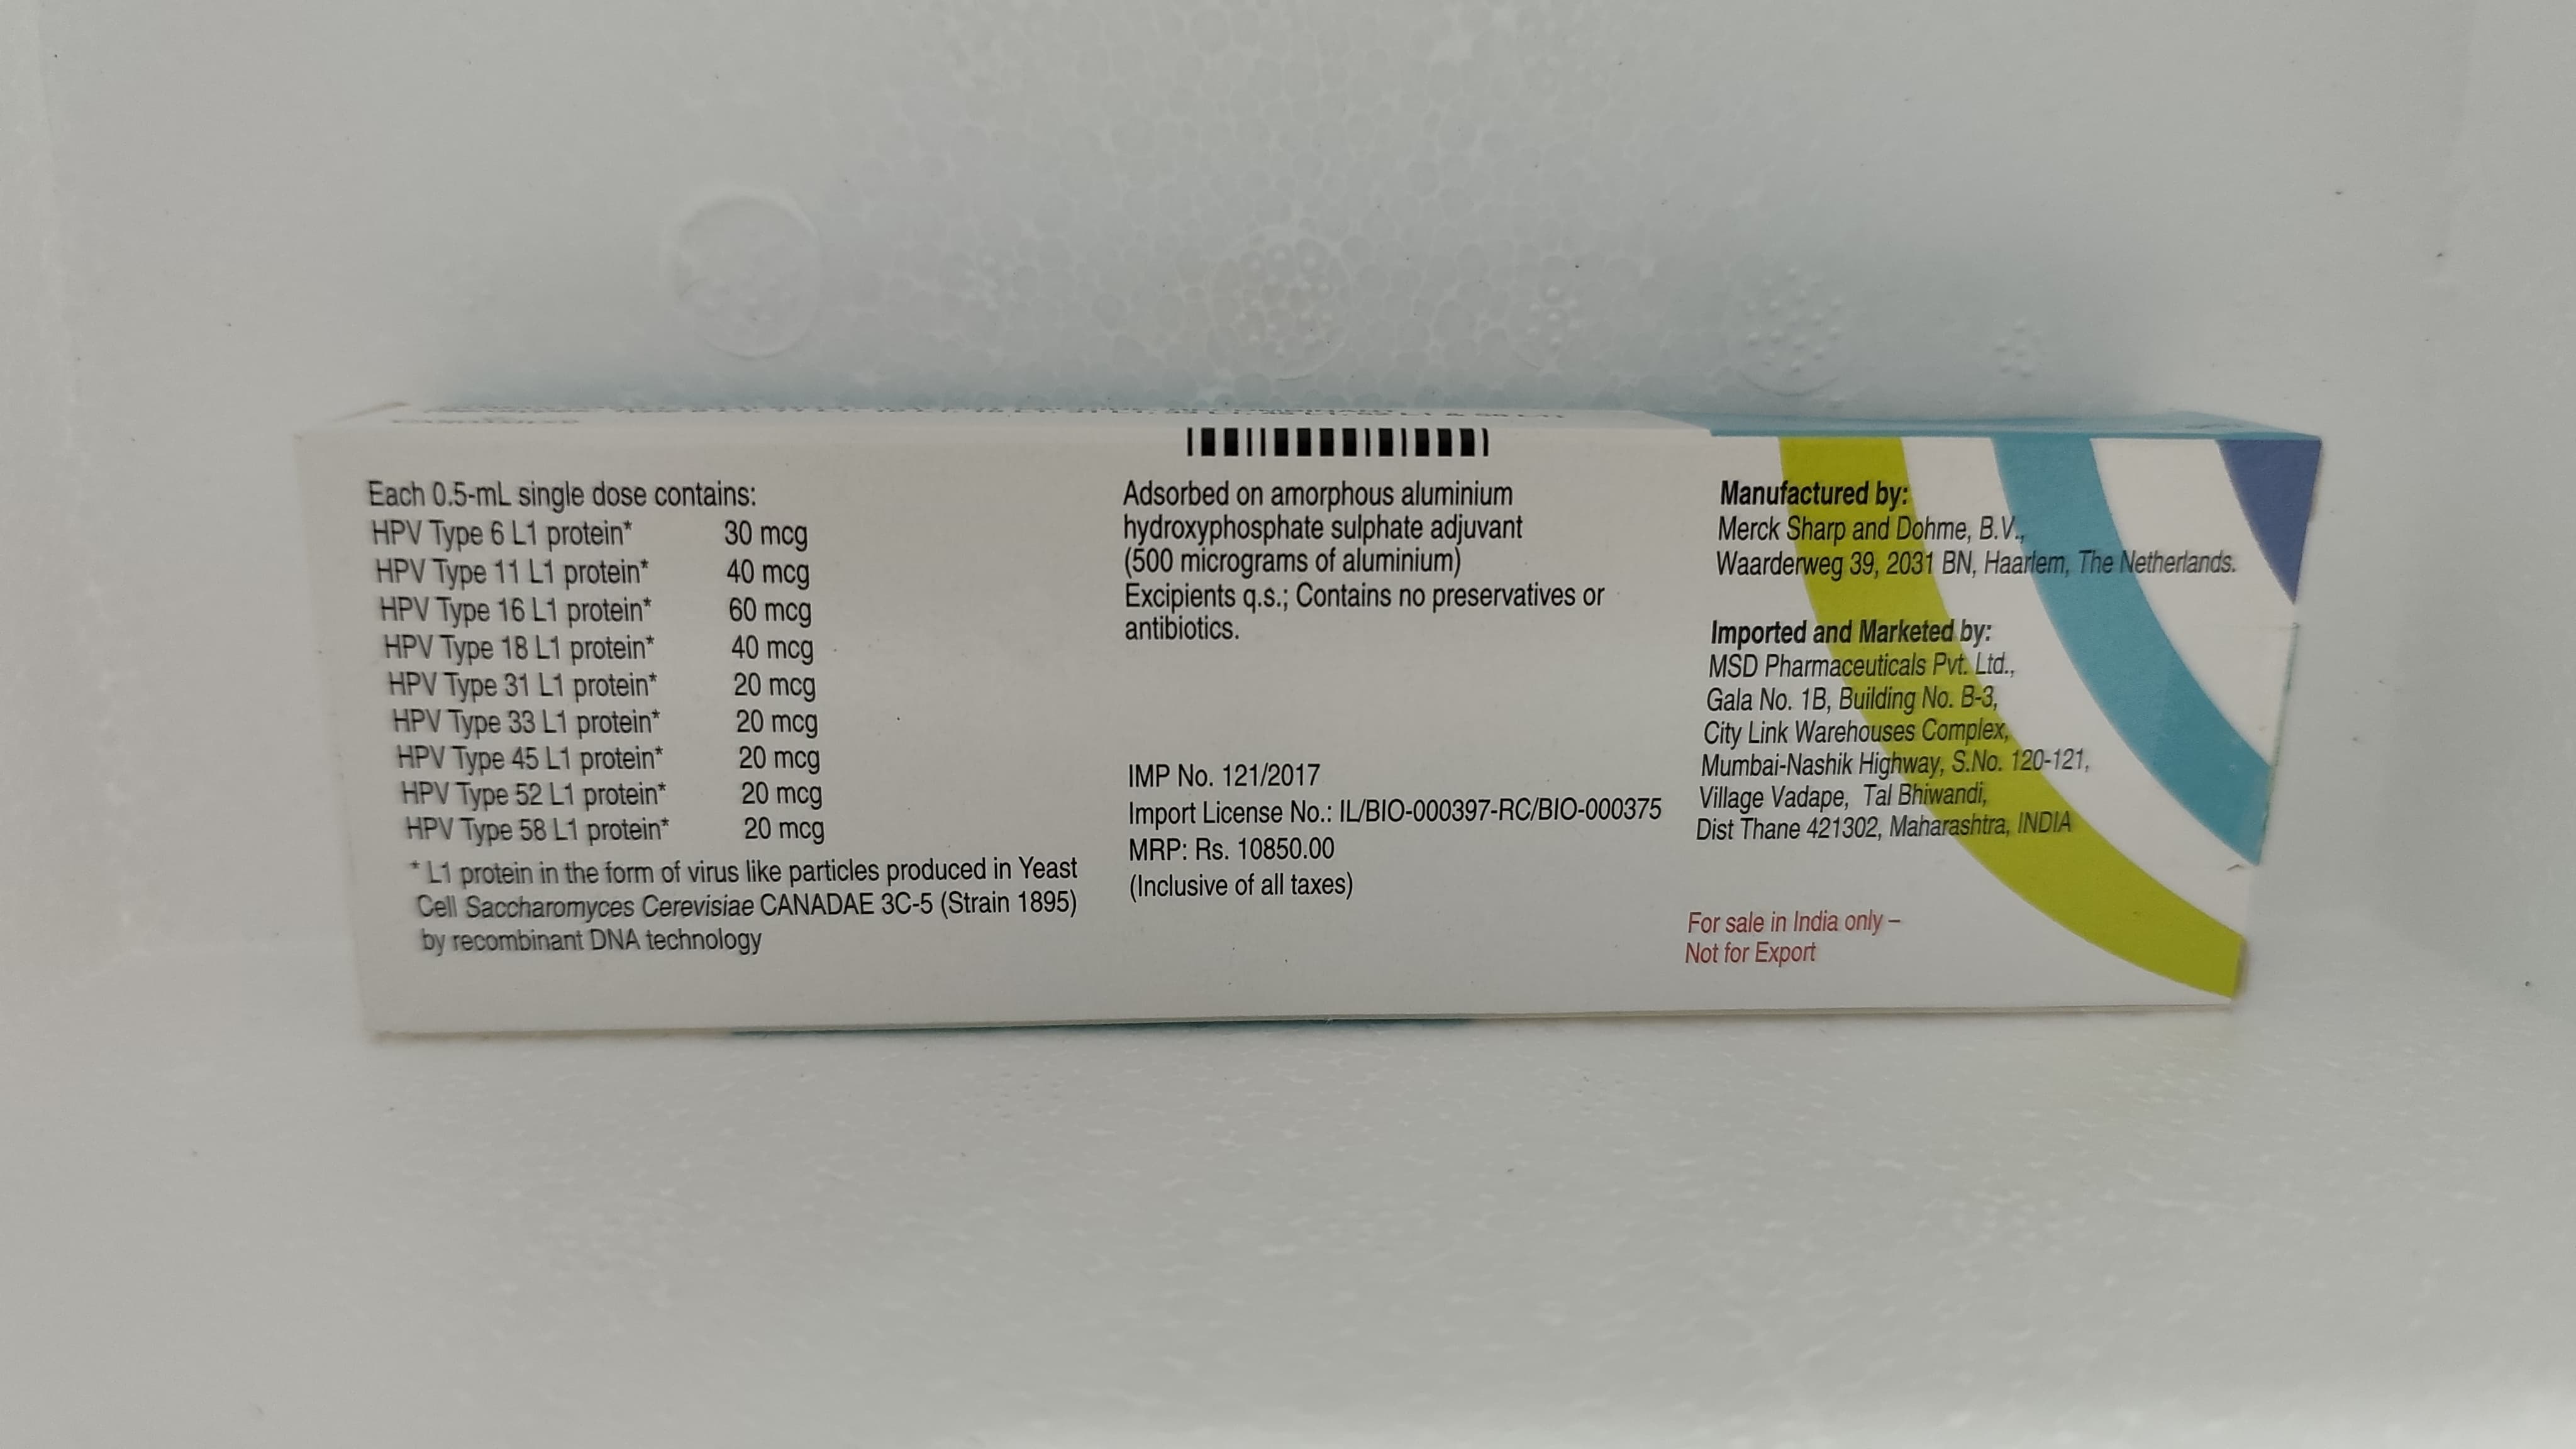 Each 0.5-mL single dose contains:
HPV Type 6 L1 protein* 30 mcg
HPV Type 11 L1 protein* 40 mcg
HPV Type 16 L1 protein* 60 mcg
HPV Type 18 L1 protein* 40 mcg
HPV Type 31 L1 protein* 20 mcg
HPV Type 33 L1 protein* 20 mcg
HPV Type 45 L1 protein* 20 mcg
HPV Type 52 L1 protein* 20 mcg
HPV Type 58 L1 protein* 20 mcg
* L1 protein in the form of virus like particles produced in Yeast
Cell Saccharomyces Cerevisiae CANADAE 3C-5 (Strain 1895)
by recombinant DNA technology
Adsorbed on amorphous aluminium
hydroxyphosphate sulphate adjuvant
(500 micrograms of aluminium)
Excipients q.s.; Contains no preservatives or
antibiotics.
IMP No. 121/2017
Import License No.: IL/BIO-000397-RC/BIO-000375
MRP: Rs. 10850.00
(Inclusive of all taxes)
Manufactured by:
Merck Sharp and Dohme, B.V.,
Waarderweg 39, 2031 BN, Haarlem, The Netherlands.
Imported and Marketed by:
MSD Pharmaceuticals Pvt. Ltd.,
Gala No. 1B, Building No. B-3,
City Link Warehouses Complex,
Mumbai-Nashik Highway, S.No. 120-121,
Village Vadape, Tal Bhiwandi,
Dist Thane 421302, Maharashtra, INDIA
For sale in India only –
Not for Export